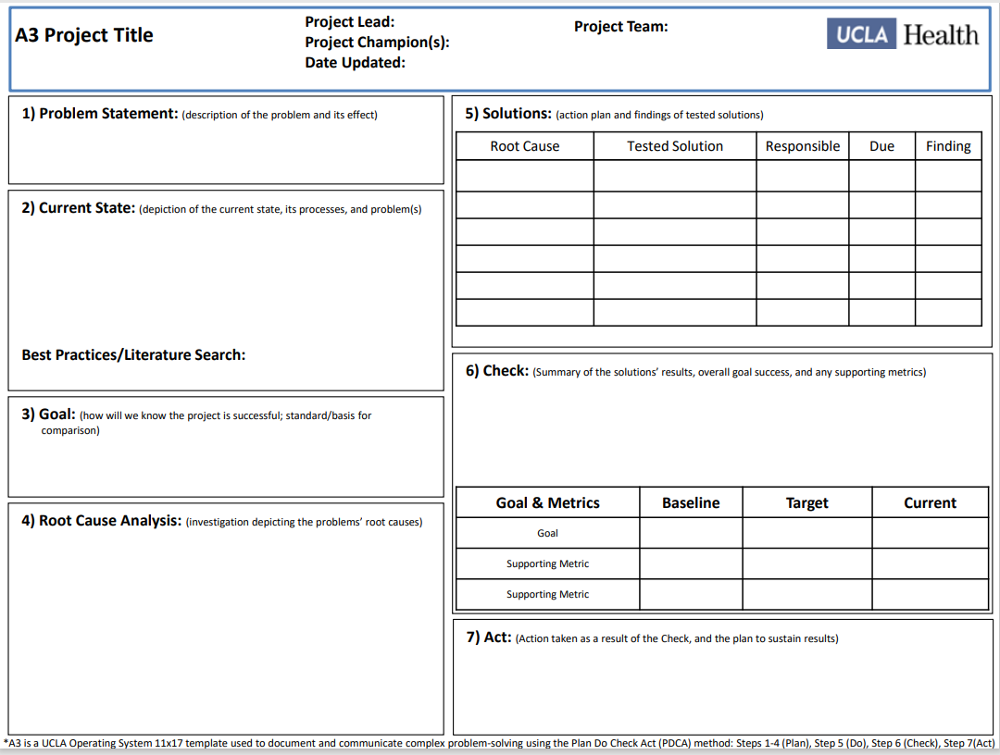 A3 Project Title
Project Lead:
Project Champion(s):
Date Updated:
Project Team:
UCLA Health
1) Problem Statement: (description of the problem and its effect)
2) Current State: (depiction of the current state, its processes, and problem(s)
Best Practices/Literature Search:
3) Goal: (how will we know the project is successful; standard/basis for
comparison)
4) Root Cause Analysis: (investigation depicting the problems’ root causes)
5) Solutions: (action plan and findings of tested solutions)
Root Cause Tested Solution Responsible Due Finding
6) Check: (Summary of the solutions’ results, overall goal success, and any supporting metrics)
Goal & Metrics Baseline Target Current
Goal
Supporting Metric
Supporting Metric
7) Act: (Action taken as a result of the Check, and the plan to sustain results)
*A3 is a UCLA Operating System 11x17 template used to document and communicate complex problem-solving using the Plan Do Check Act (PDCA) method: Steps 1-4 (Plan), Step 5 (Do), Step 6 (Check), Step 7(Act)